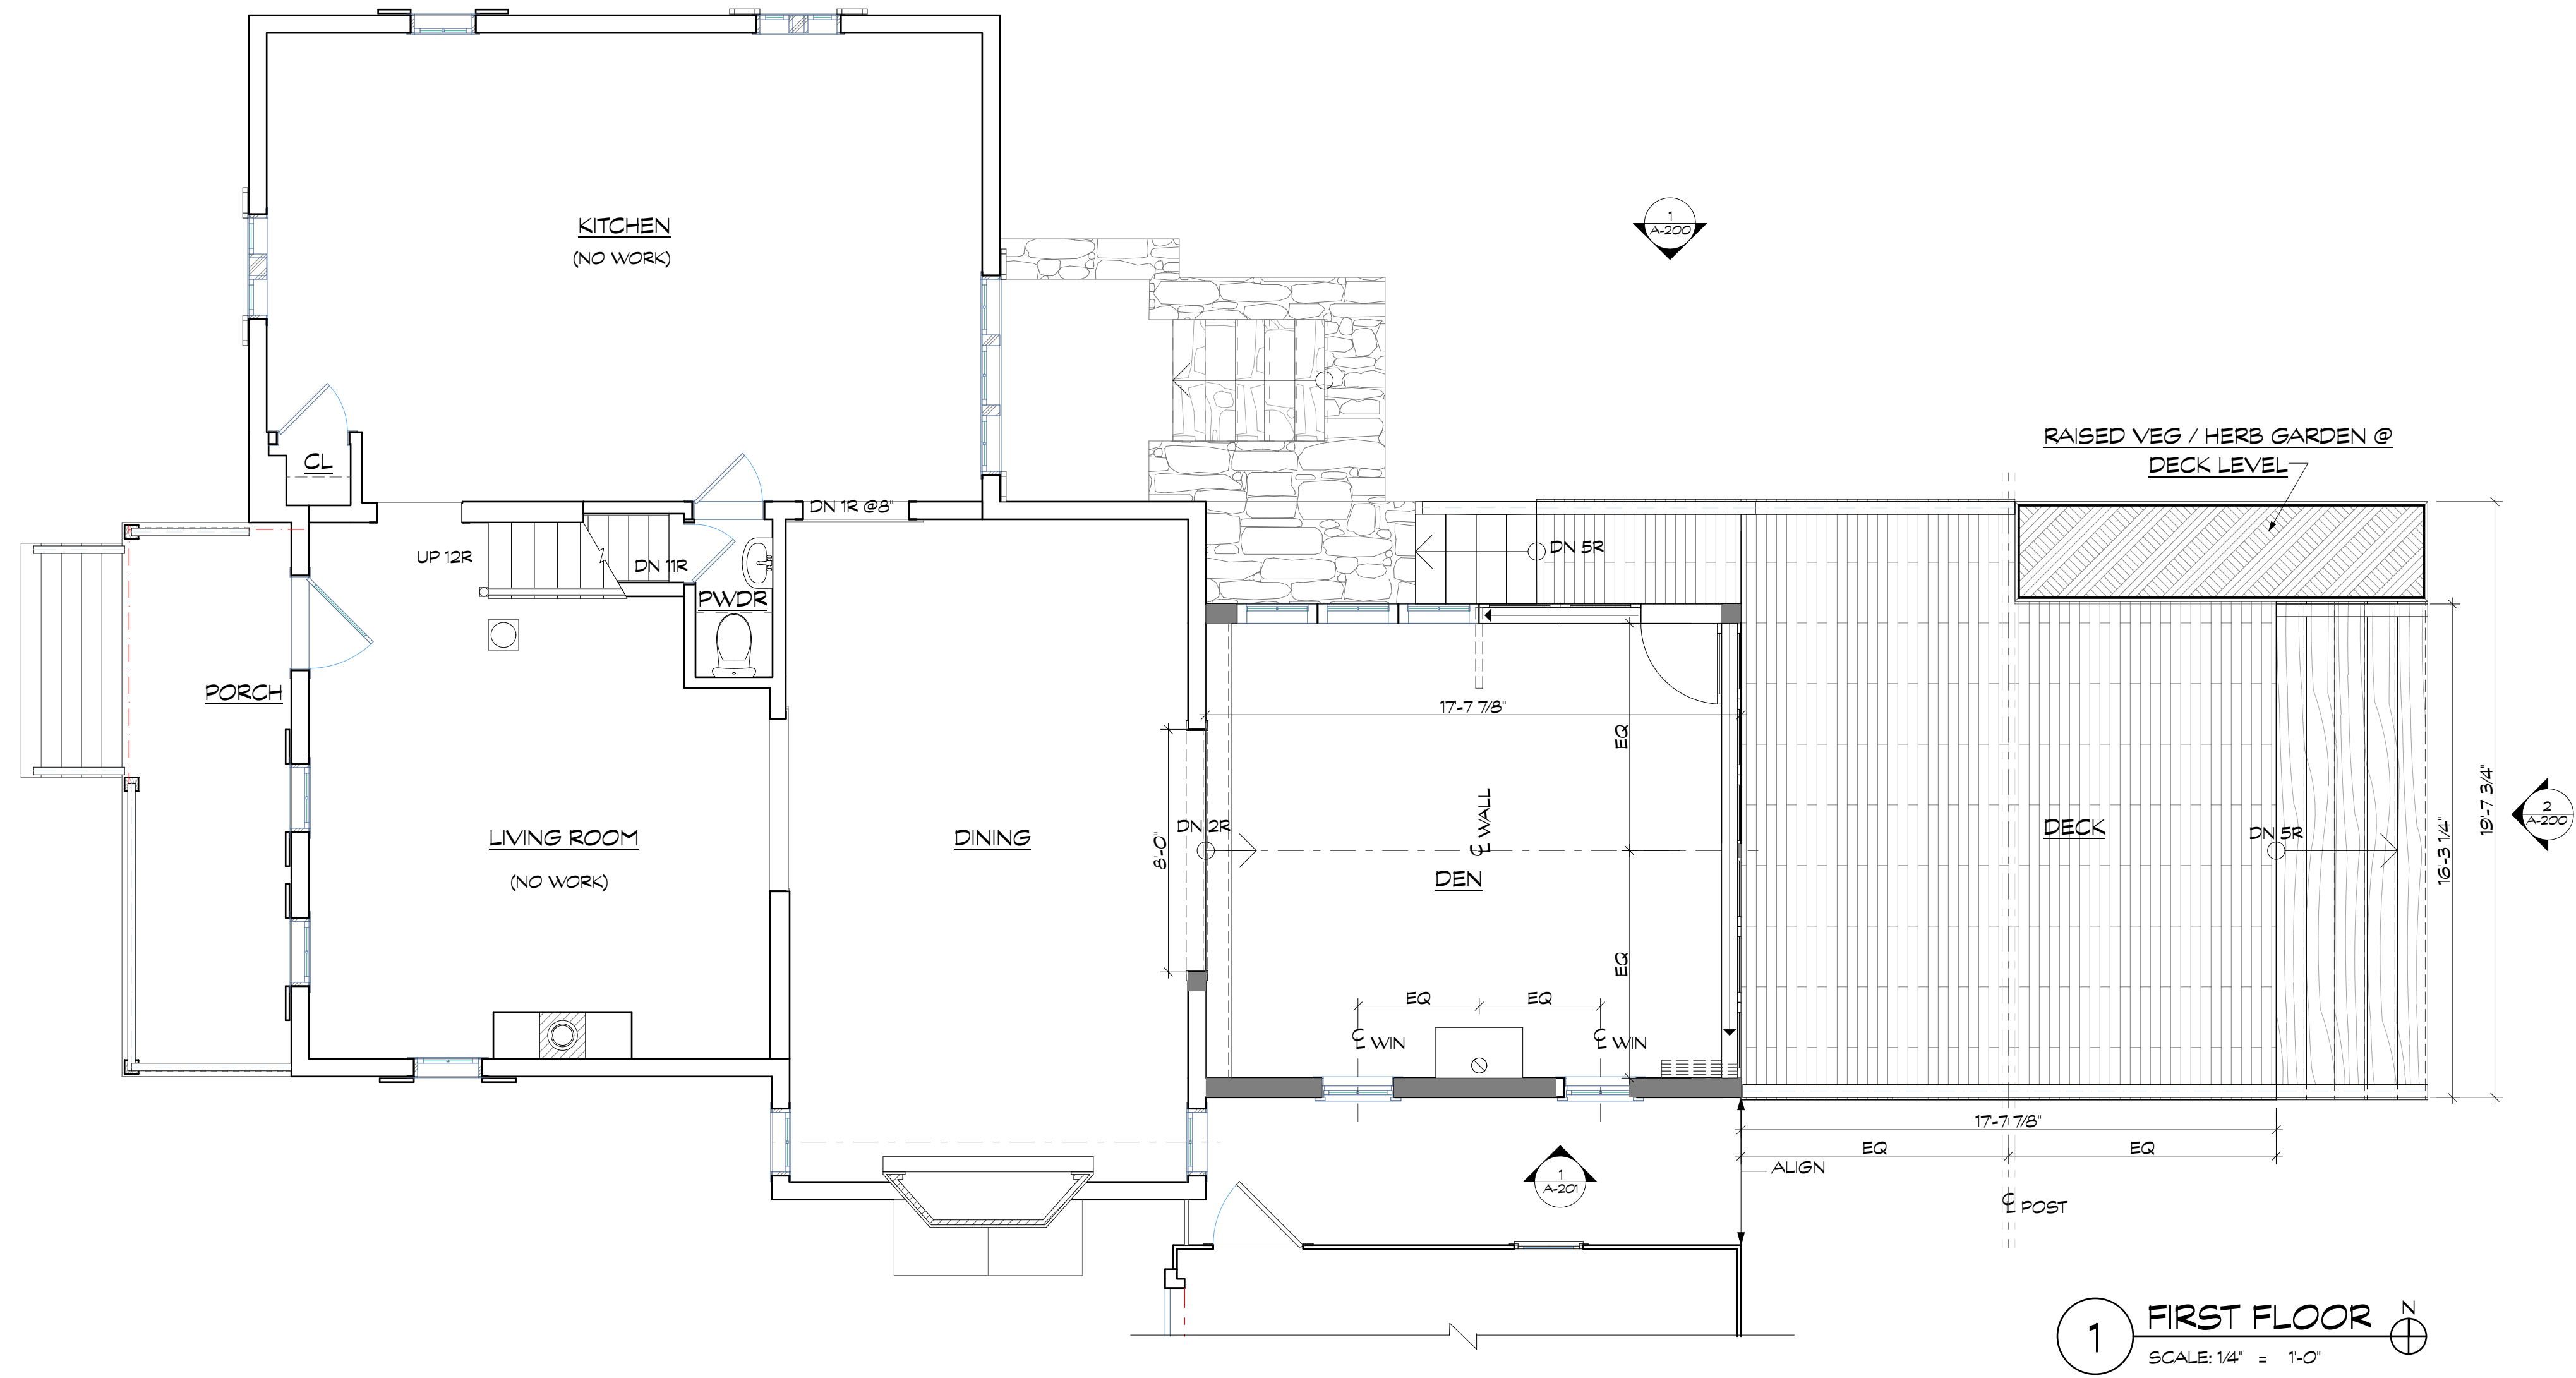 KITCHEN
(NO WORK)
1
A-200
RAISED VEG / HERB GARDEN @
DECK LEVEL
CL
DN 1R @8"
UP 12R
DN 11R
DN 5R
PWDR
PORCH
17'-7 7/8"
EQ
LIVING ROOM
(NO WORK)
DINING
8'-0"
DN 2R
℄ WALL
DEN
DECK
DN 5R
16'-3 1/4"
19'-7 3/4"
2
A-200
EQ
EQ
EQ
℄ WIN
℄ WIN
17'-7 7/8"
EQ
EQ
ALIGN
1
A-201
℄ POST
1
FIRST FLOOR
N
SCALE: 1/4" = 1'-0"